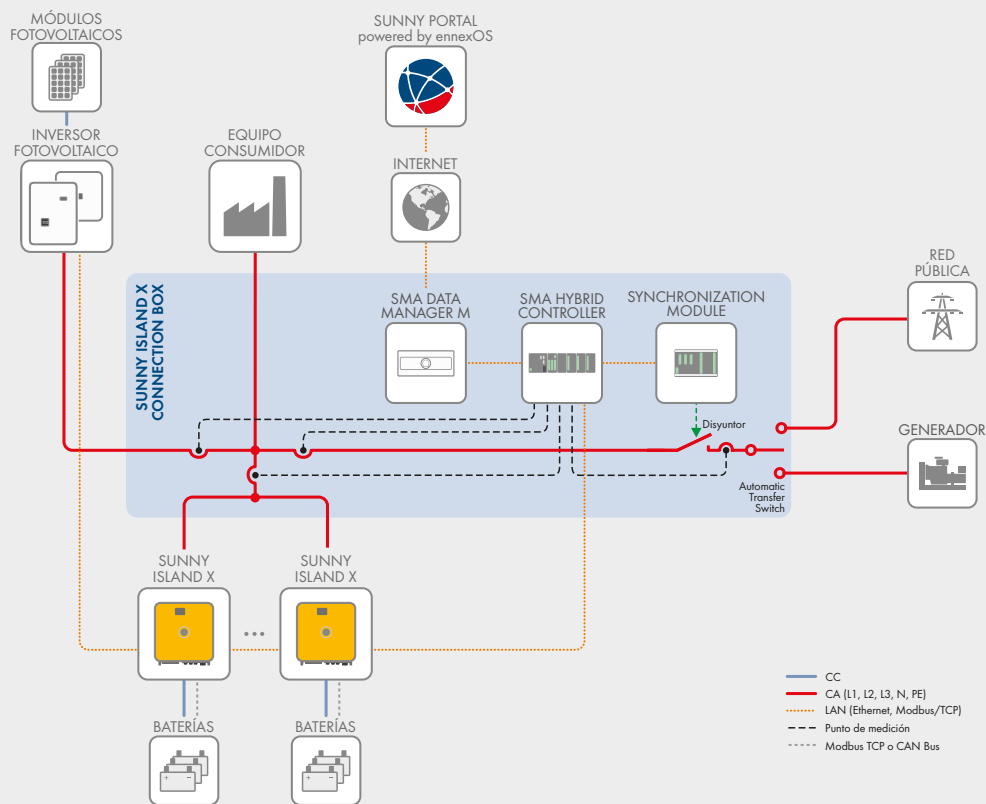 MÓDULOS
FOTOVOLTAICOS
SUNNY PORTAL
powered by ennexOS
INVERSOR
FOTOVOLTAICO
EQUIPO
CONSUMIDOR
INTERNET
RED
PÚBLICA
SUNNY ISLAND X
CONNECTION BOX
SMA DATA
MANAGER M
SMA HYBRID
CONTROLLER
SYNCHRONIZATION
MODULE
Disyuntor
GENERADOR
Automatic
Transfer
Switch
SUNNY
ISLAND X
SUNNY
ISLAND X
...
BATERÍAS
BATERÍAS
CC
CA (L1, L2, L3, N, PE)
LAN (Ethernet, Modbus/TCP)
Punto de medición
Modbus TCP o CAN Bus